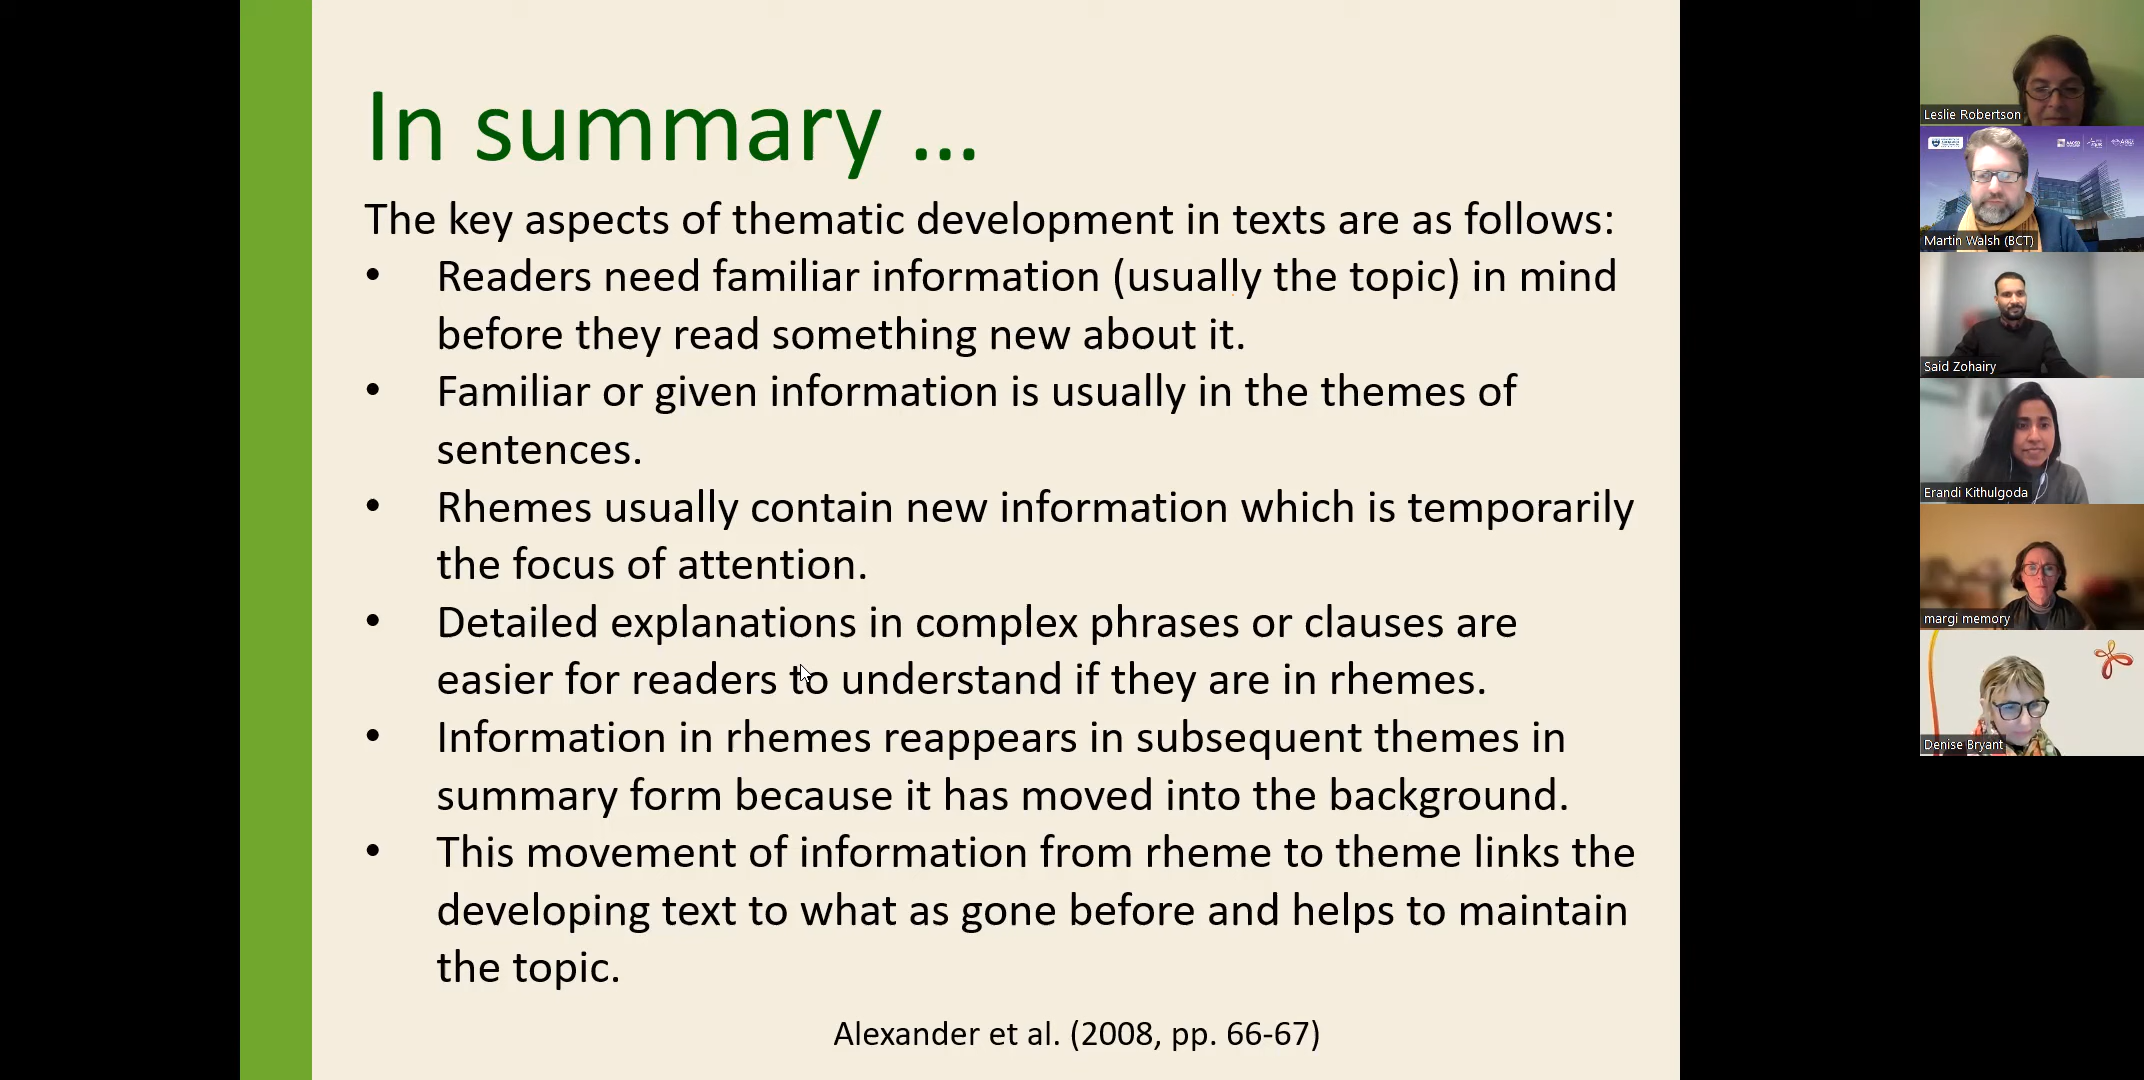 In summary ...
The key aspects of thematic development in texts are as follows:
• Readers need familiar information (usually the topic) in mind
before they read something new about it.
• Familiar or given information is usually in the themes of
sentences.
• Rhemes usually contain new information which is temporarily
the focus of attention.
• Detailed explanations in complex phrases or clauses are
easier for readers to understand if they are in rhemes.
• Information in rhemes reappears in subsequent themes in
summary form because it has moved into the background.
• This movement of information from rheme to theme links the
developing text to what as gone before and helps to maintain
the topic.
Alexander et al. (2008, pp. 66-67)
Leslie Robertson
Martin Walsh (BCT)
Said Zohairy
Erandi Kithulgoda
margi memory
Denise Bryant